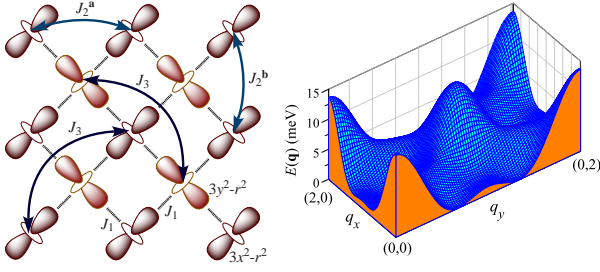 J₂ᵃ
J₃
J₂ᵇ
J₃
3y²-r²
J₁
J₁
3x²-r²
15
10
5
0
E(q) (meV)
(2,0)
qₓ
(0,0)
q_y
(0,2)